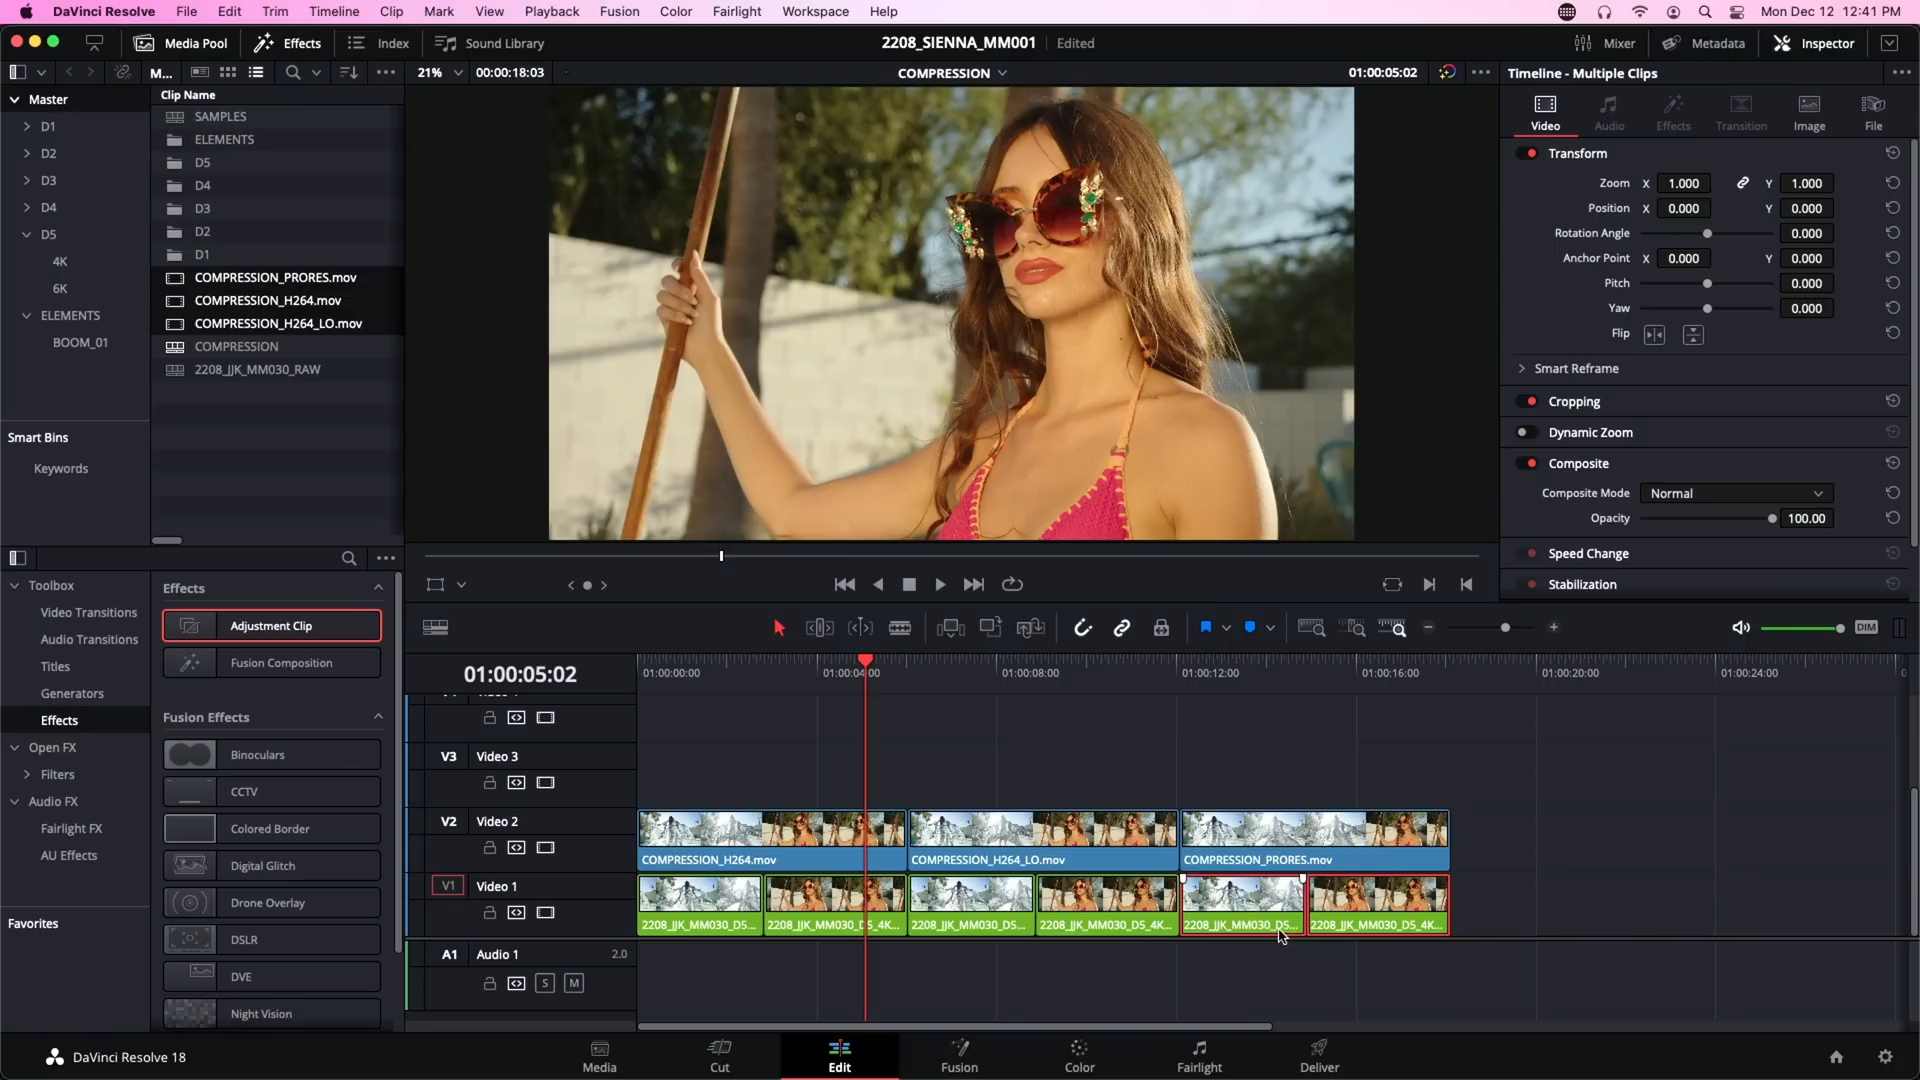 DaVinci Resolve File Edit Trim Timeline Clip Mark View Playback Fusion Color Fairlight Workspace Help Mon Dec 12 12:41 PM
Media Pool Effects Index Sound Library 2208_SIENNA_MM001 Edited Mixer Metadata Inspector
M... 21% 00:00:18:03 COMPRESSION 01:00:05:02 Timeline - Multiple Clips
Master
D1
D2
D3
D4
D5
4K
6K
ELEMENTS
BOOM_01
Smart Bins
Keywords
Clip Name
SAMPLES
ELEMENTS
D5
D4
D3
D2
D1
COMPRESSION_PRORES.mov
COMPRESSION_H264.mov
COMPRESSION_H264_LO.mov
COMPRESSION
2208_JJK_MM030_RAW
Video Audio Effects Transition Image File
Transform
Zoom X 1.000 Y 1.000
Position X 0.000 Y 0.000
Rotation Angle 0.000
Anchor Point X 0.000 Y 0.000
Pitch 0.000
Yaw 0.000
Flip
Smart Reframe
Cropping
Dynamic Zoom
Composite
Composite Mode Normal
Opacity 100.00
Speed Change
Stabilization
Toolbox
Video Transitions
Audio Transitions
Titles
Generators
Effects
Open FX
Filters
Audio FX
Fairlight FX
AU Effects
Favorites
Effects
Adjustment Clip
Fusion Composition
Fusion Effects
Binoculars
CCTV
Colored Border
Digital Glitch
Drone Overlay
DSLR
DVE
Night Vision
DIM
01:00:05:02
01:00:00:00 01:00:04:00 01:00:08:00 01:00:12:00 01:00:16:00 01:00:20:00 01:00:24:00
V3 Video 3
V2 Video 2
COMPRESSION_H264.mov COMPRESSION_H264_LO.mov COMPRESSION_PRORES.mov
V1 Video 1
2208_JJK_MM030_D5... 2208_JJK_MM030_D5_4K... 2208_JJK_MM030_D5... 2208_JJK_MM030_D5_4K... 2208_JJK_MM030_D5... 2208_JJK_MM030_D5_4K...
A1 Audio 1 2.0
S M
DaVinci Resolve 18
Media Cut Edit Fusion Color Fairlight Deliver